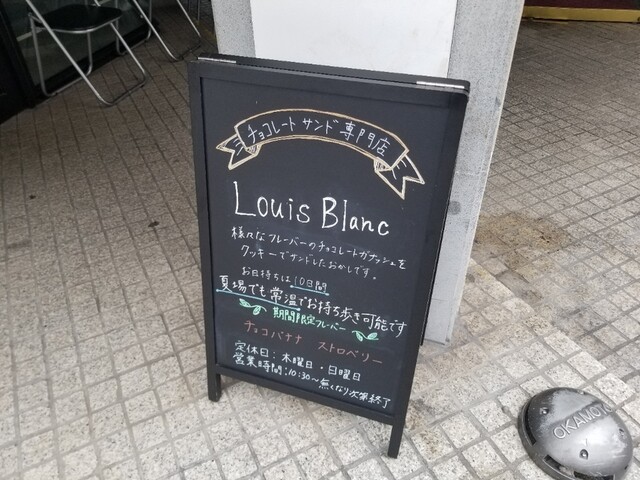 チョコレートサンド専門店
Louis Blanc
様々なフレーバーのチョコレートガナッシュを
クッキーでサンドしたおかしです。
お日持ちは10日間
夏場でも常温でお持ち歩き可能です
期間限定フレーバー
チョコバナナ ストロベリー
定休日:木曜日・日曜日
営業時間:10:30〜無くなり次第終了
OKAMOTO